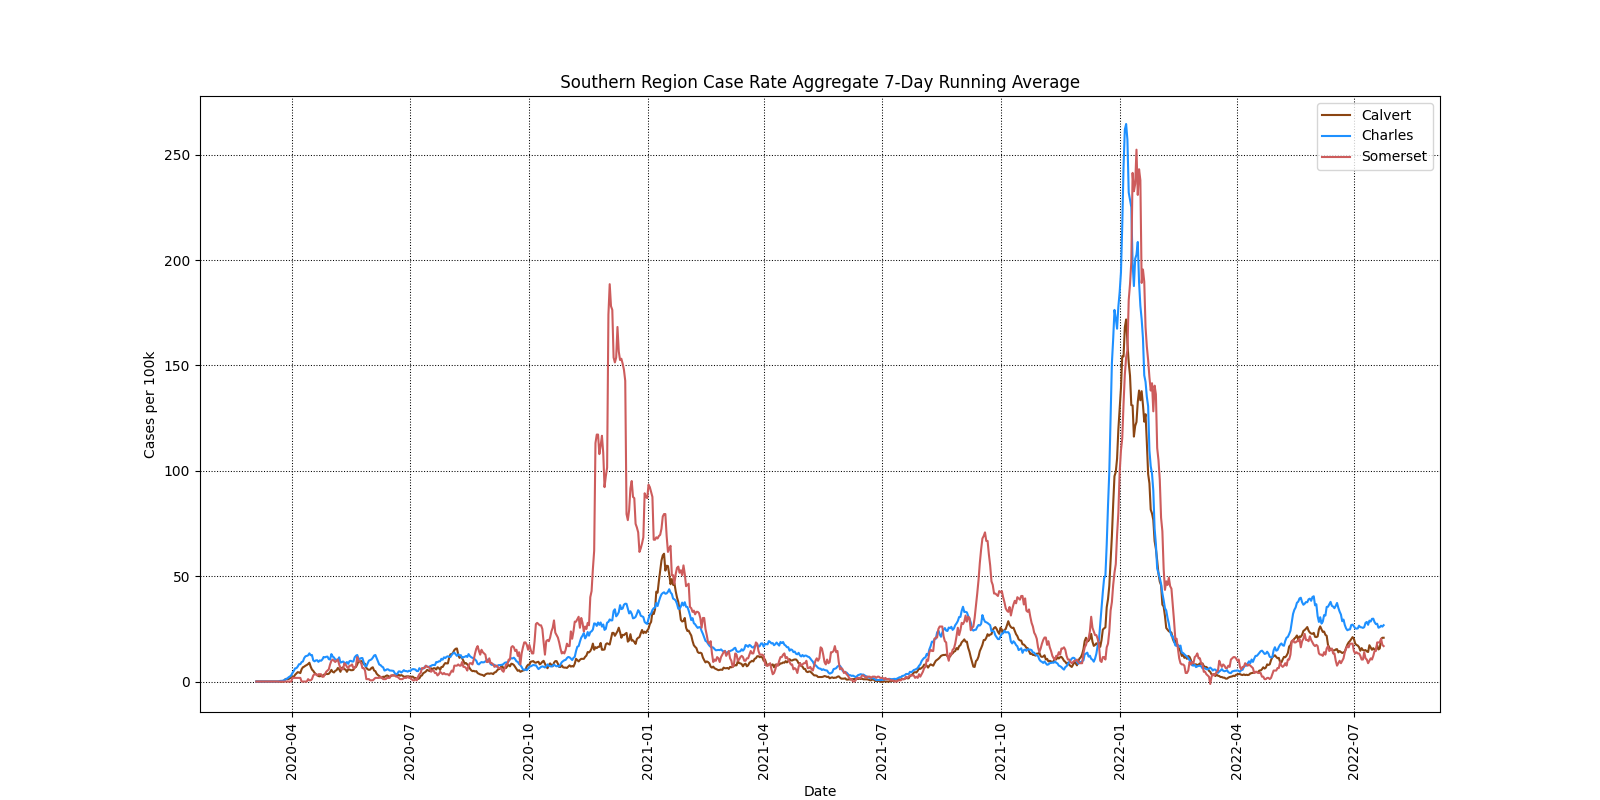 Southern Region Case Rate Aggregate 7-Day Running Average
Calvert
Charles
Somerset
Cases per 100k
250
200
150
100
50
0
2020-04
2020-07
2020-10
2021-01
2021-04
2021-07
2021-10
2022-01
2022-04
2022-07
Date